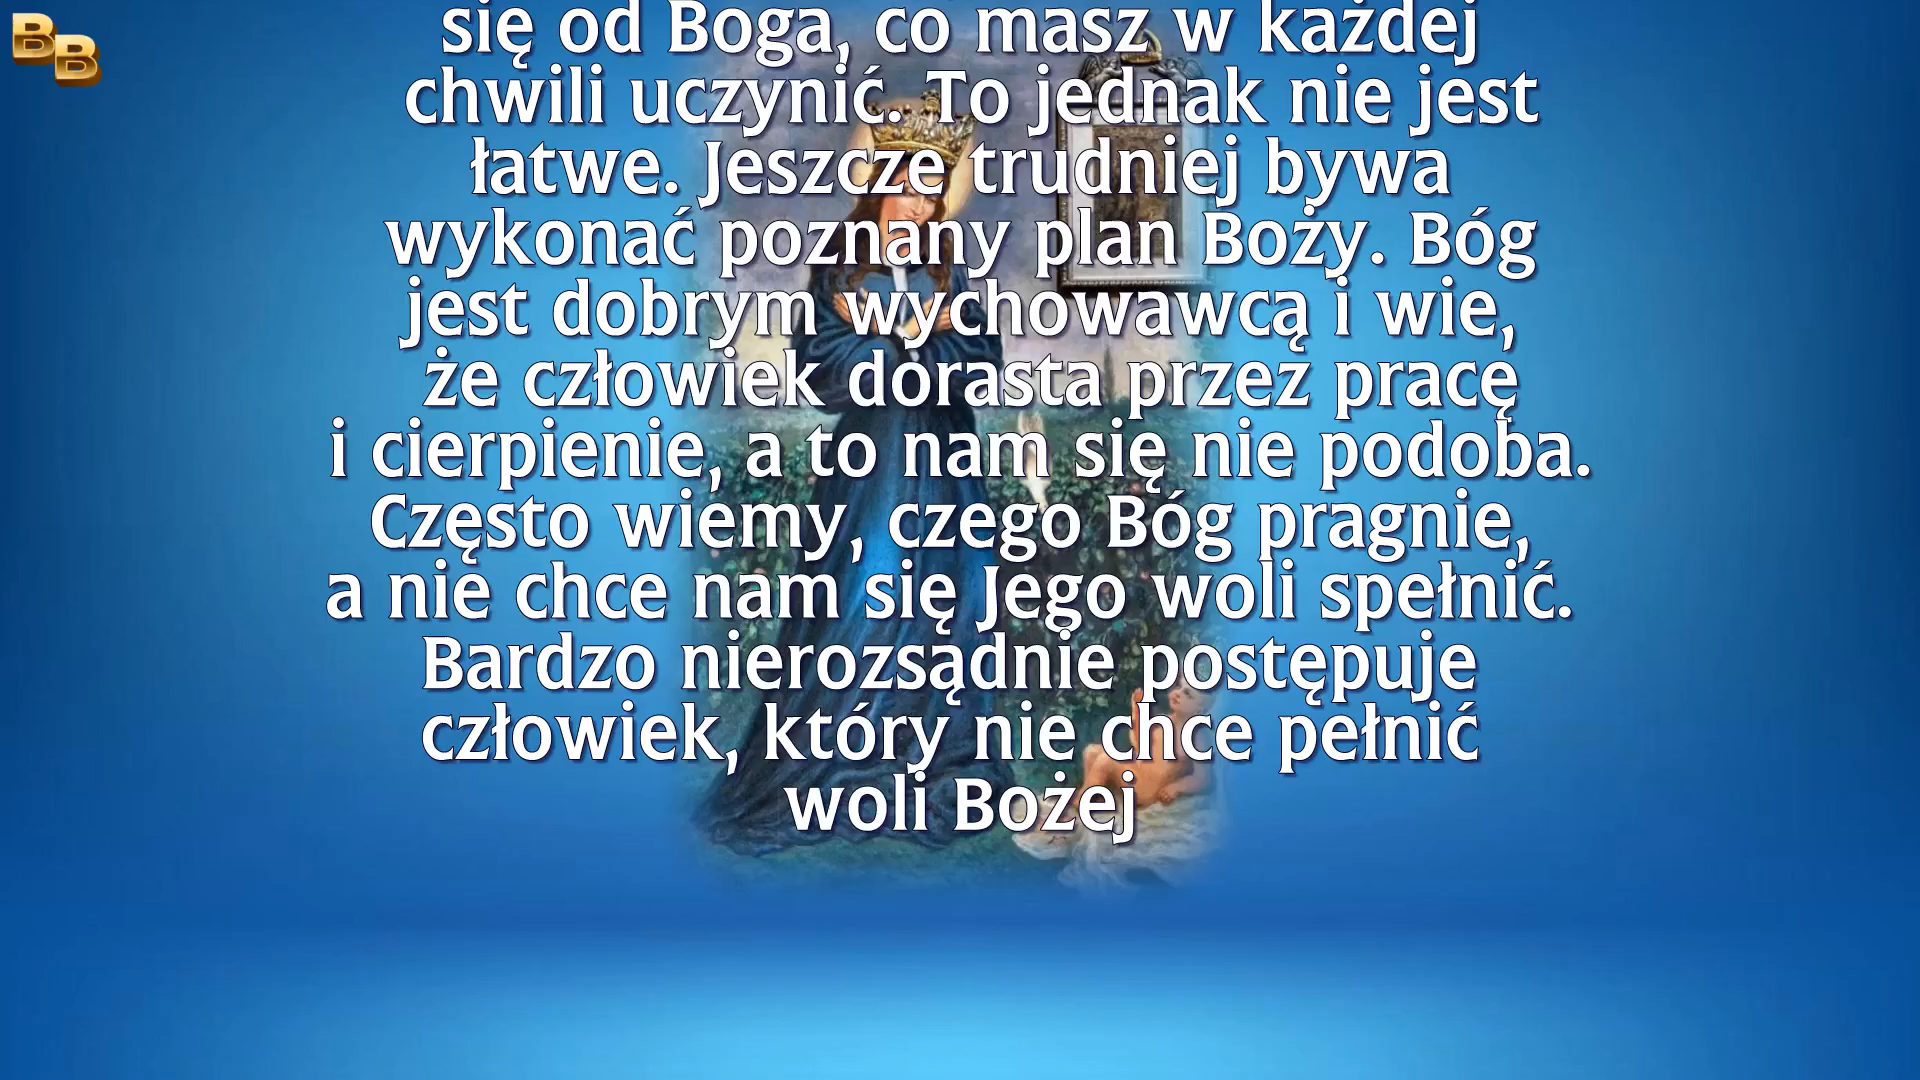 BB
się od Boga, co masz w każdej
chwili uczynić. To jednak nie jest
łatwe. Jeszcze trudniej bywa
wykonać poznany plan Boży. Bóg
jest dobrym wychowawcą i wie,
że człowiek dorasta przez pracę
i cierpienie, a to nam się nie podoba.
Często wiemy, czego Bóg pragnie,
a nie chce nam się Jego woli spełnić.
Bardzo nierozsądnie postępuje
człowiek, który nie chce pełnić
woli Bożej